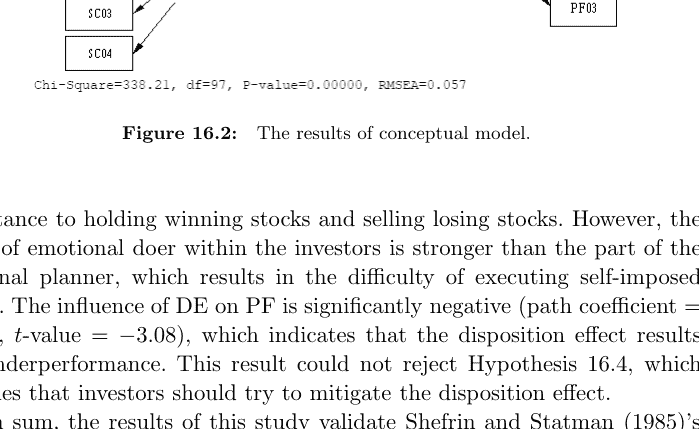 SC03
PF03
SC04
Chi-Square=338.21, df=97, P-value=0.00000, RMSEA=0.057
Figure 16.2: The results of conceptual model.
tance to holding winning stocks and selling losing stocks. However, the
of emotional doer within the investors is stronger than the part of the
nal planner, which results in the difficulty of executing self-imposed
. The influence of DE on PF is significantly negative (path coefficient =
, t-value = −3.08), which indicates that the disposition effect results
nderperformance. This result could not reject Hypothesis 16.4, which
es that investors should try to mitigate the disposition effect.
n sum, the results of this study validate Shefrin and Statman (1985)'s